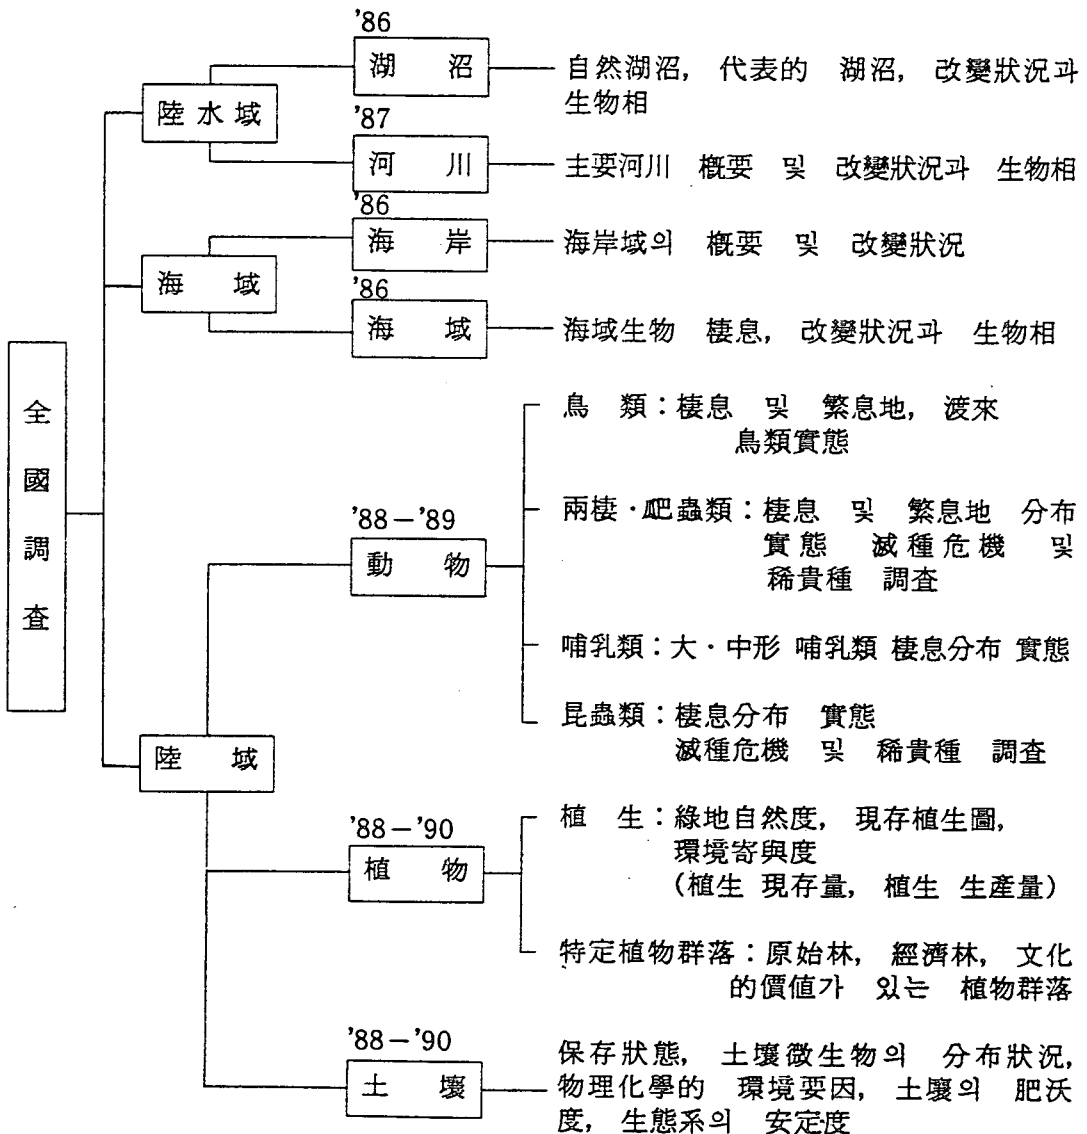 '86
湖 沼
自然湖沼, 代表的 湖沼, 改變狀況과
生物相
陸水域
'87
河 川
主要河川 槪要 및 改變狀況과 生物相
'86
海 岸
海岸域의 槪要 및 改變狀況
海 域
'86
海 域
海域生物 棲息, 改變狀況과 生物相
全國調査
鳥 類 : 棲息 및 繁息地, 渡來
鳥類實態
'88-'89
動 物
兩棲·爬蟲類 : 棲息 및 繁息地 分布
實態 滅種危機 및
稀貴種 調査
哺乳類 : 大·中形 哺乳類 棲息分布 實態
昆蟲類 : 棲息分布 實態
滅種危機 및 稀貴種 調査
陸 域
'88-'90
植 物
植 生 : 綠地自然度, 現存植生圖,
環境寄與度
(植生 現存量, 植生 生産量)
特定植物群落 : 原始林, 經濟林, 文化
的價値가 있는 植物群落
'88-'90
土 壤
保存狀態, 土壤微生物의 分布狀況,
物理化學的 環境要因, 土壤의 肥沃
度, 生態系의 安定度